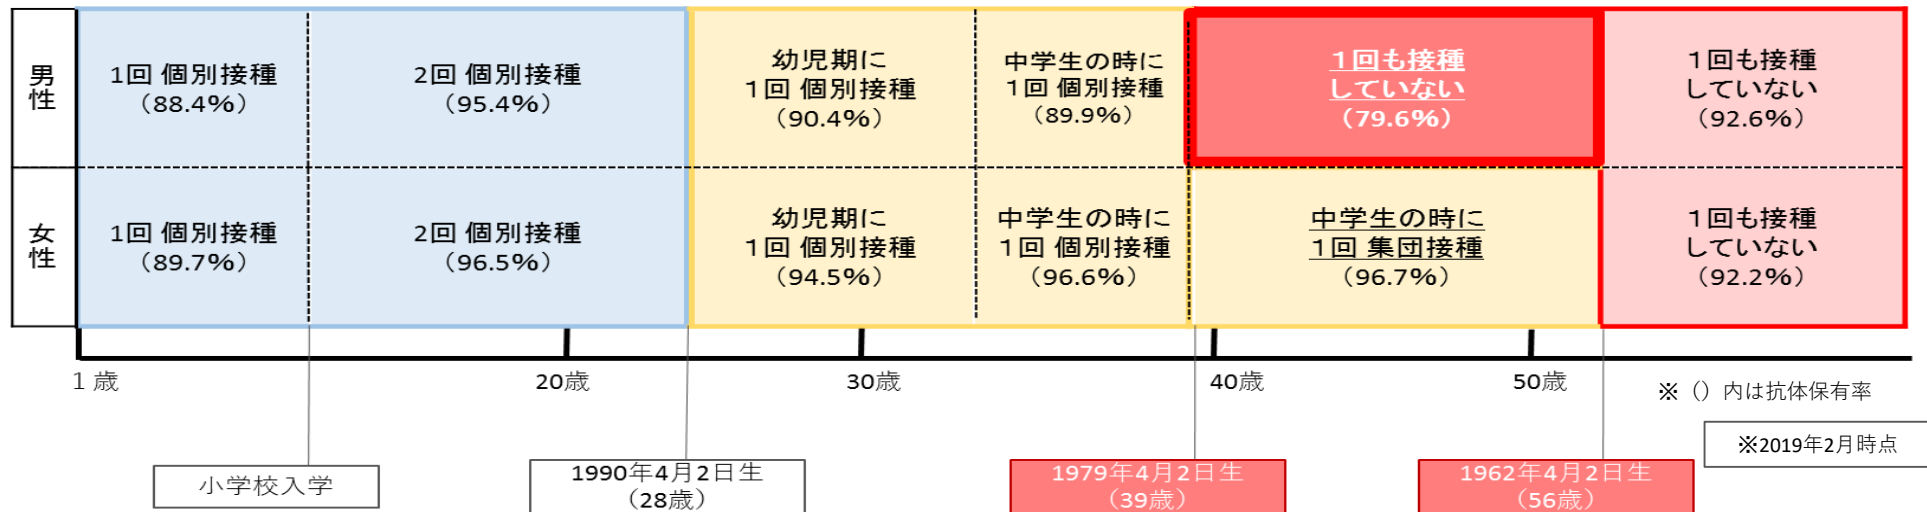 男性
1回 個別接種
(88.4%)
2回 個別接種
(95.4%)
幼児期に
1回 個別接種
(90.4%)
中学生の時に
1回 個別接種
(89.9%)
1回も接種
していない
(79.6%)
1回も接種
していない
(92.6%)
女性
1回 個別接種
(89.7%)
2回 個別接種
(96.5%)
幼児期に
1回 個別接種
(94.5%)
中学生の時に
1回 個別接種
(96.6%)
中学生の時に
1回 集団接種
(96.7%)
1回も接種
していない
(92.2%)
1歳
20歳
30歳
40歳
50歳
※()内は抗体保有率
※2019年2月時点
小学校入学
1990年4月2日生
(28歳)
1979年4月2日生
(39歳)
1962年4月2日生
(56歳)